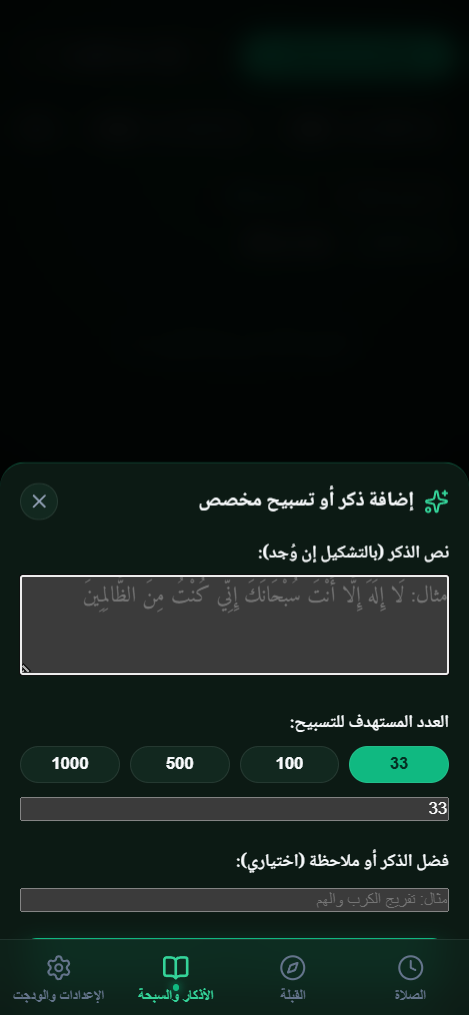 إضافة ذكر أو تسبيح مخصص
نص الذكر (بالتشكيل إن وُجد):
مثال: لَا إِلَهَ إِلَّا أَنْتَ سُبْحَانَكَ إِنِّي كُنْتُ مِنَ الظَّالِمِينَ
العدد المستهدف للتسبيح:
33 100 500 1000
33
فضل الذكر أو ملاحظة (اختياري):
مثال: تفريج الكرب والهم
الصلاة القبلة الأذكار والسبحة الإعدادات والودجت